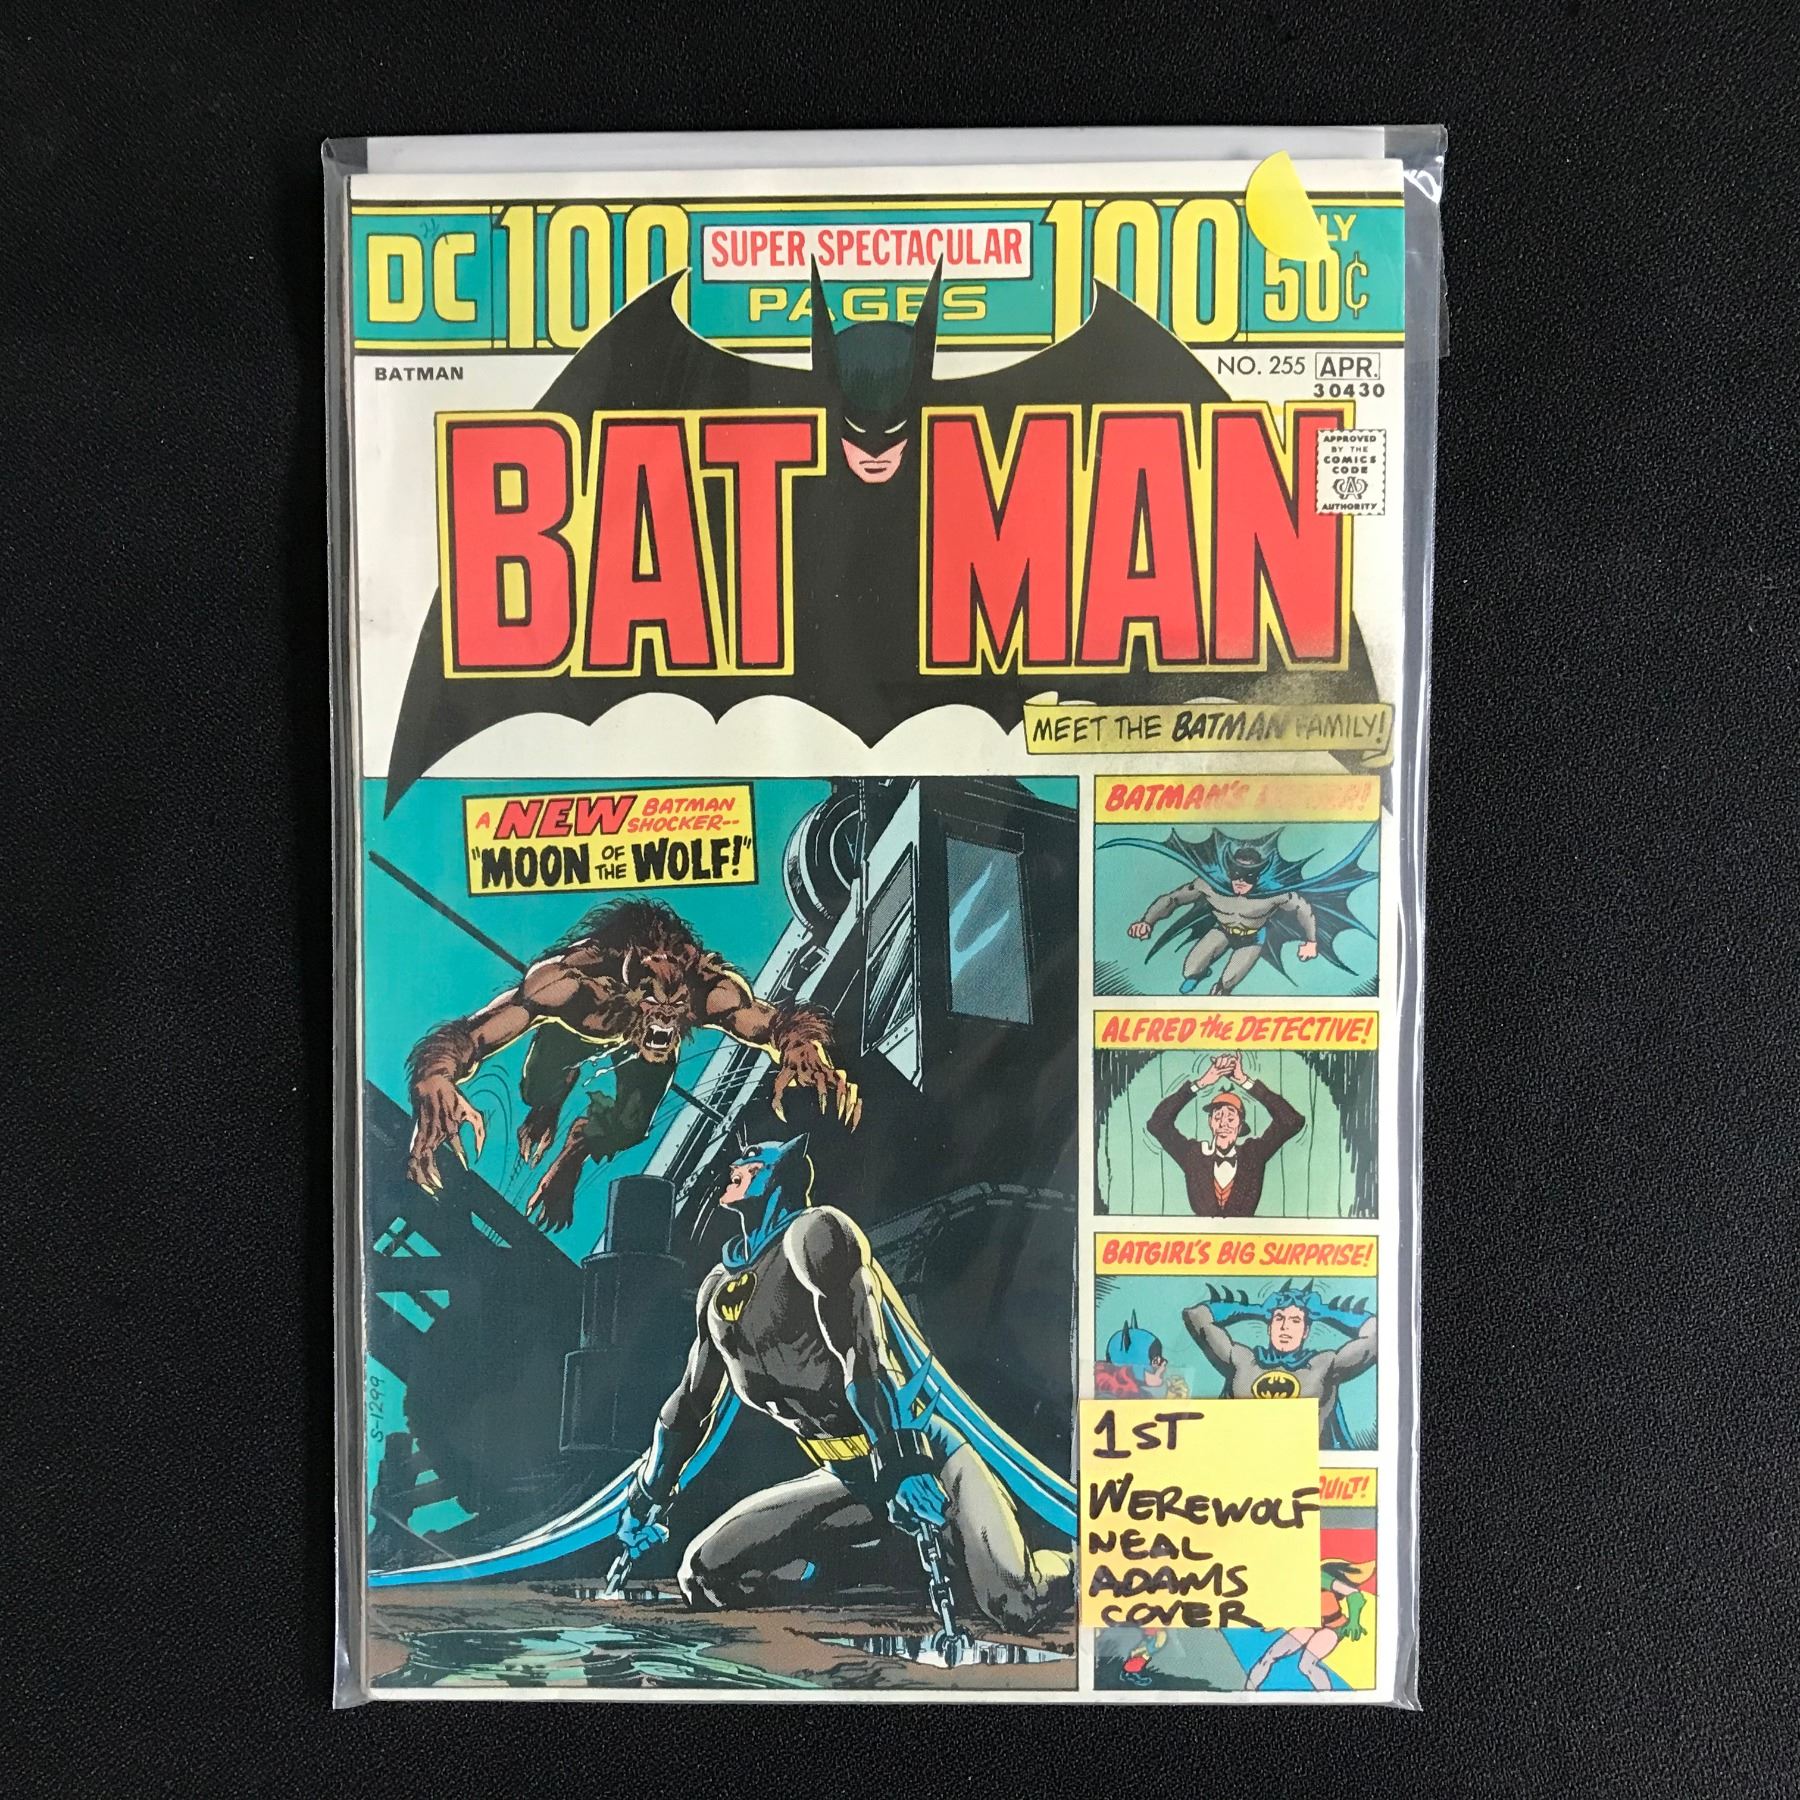 DC 100 SUPER SPECTACULAR 100
PAGES
50¢
BATMAN
NO. 255 APR.
30430
BATMAN
APPROVED
BY THE
COMICS
CODE
AUTHORITY
MEET THE BATMAN FAMILY!
A NEW BATMAN
SHOCKER--
"MOON OF THE WOLF!"
BATMAN'S
ALFRED the DETECTIVE!
BATGIRL'S BIG SURPRISE!
S-1299
1ST
WEREWOLF
NEAL
ADAMS
COVER